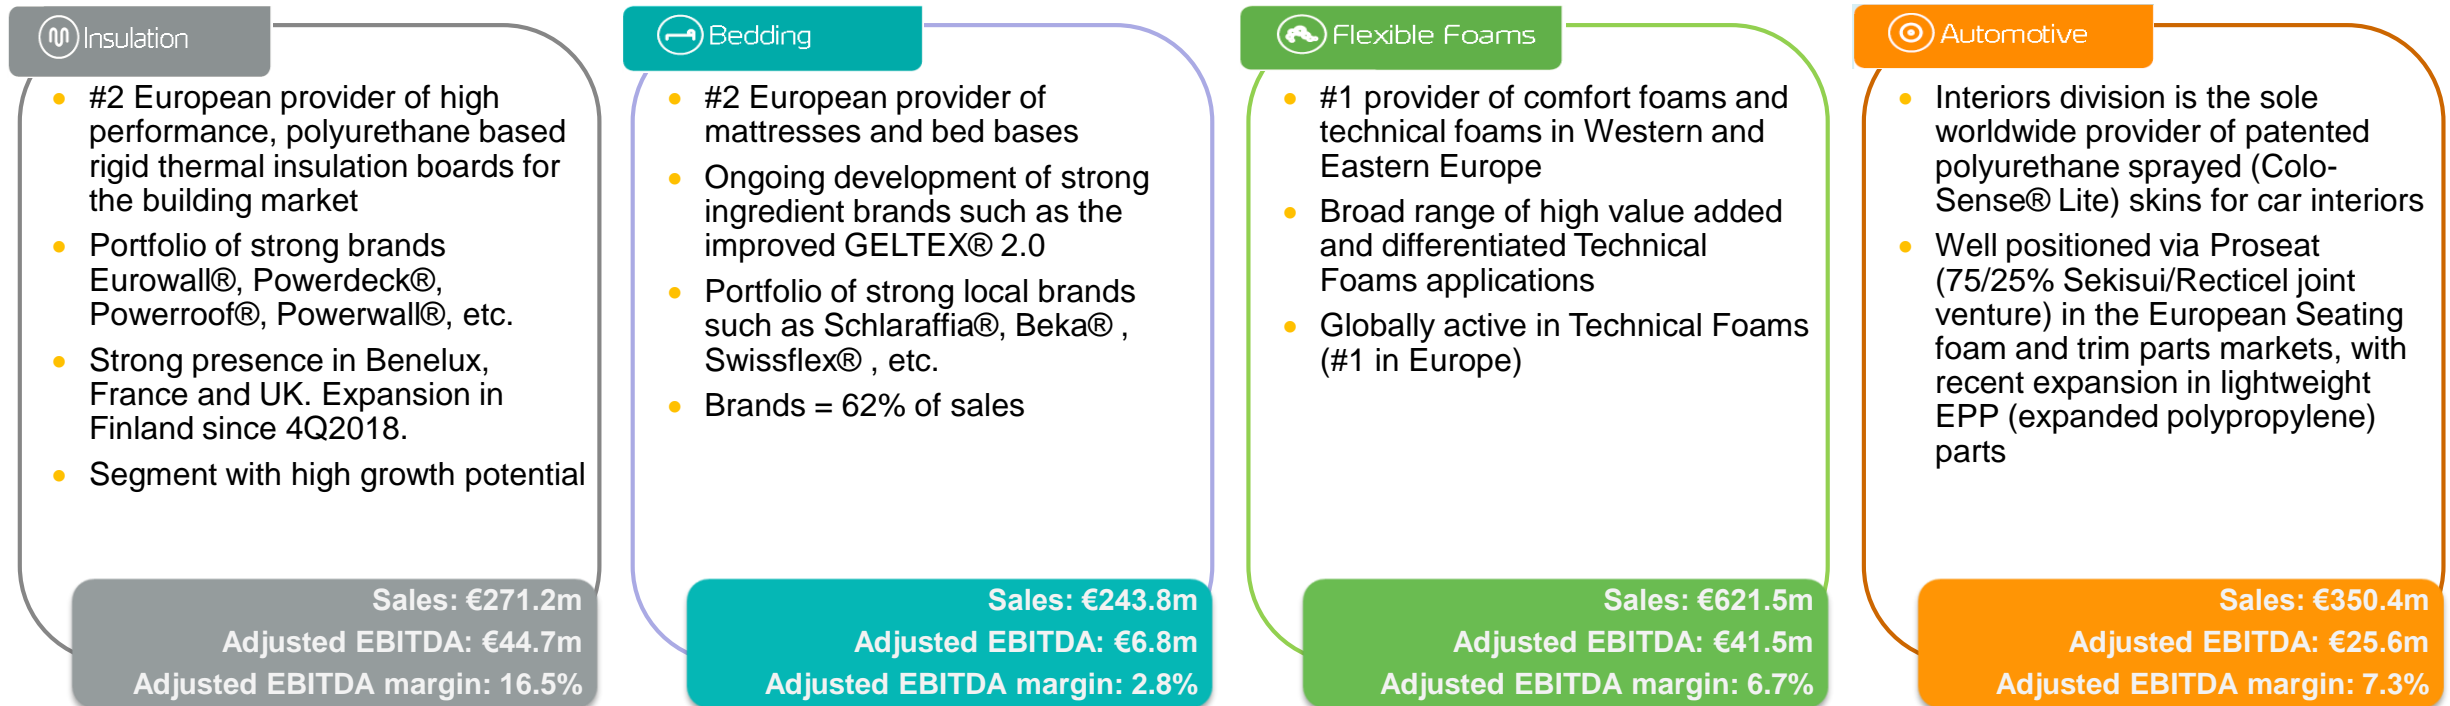 Insulation
#2 European provider of high
performance, polyurethane based
rigid thermal insulation boards for
the building market
Portfolio of strong brands
Eurowall®, Powerdeck®,
Powerroof®, Powerwall®, etc.
Strong presence in Benelux,
France and UK. Expansion in
Finland since 4Q2018.
Segment with high growth potential
Sales: €271.2m
Adjusted EBITDA: €44.7m
Adjusted EBITDA margin: 16.5%
Bedding
#2 European provider of
mattresses and bed bases
Ongoing development of strong
ingredient brands such as the
improved GELTEX® 2.0
Portfolio of strong local brands
such as Schlaraffia®, Beka® ,
Swissflex® , etc.
Brands = 62% of sales
Sales: €243.8m
Adjusted EBITDA: €6.8m
Adjusted EBITDA margin: 2.8%
Flexible Foams
#1 provider of comfort foams and
technical foams in Western and
Eastern Europe
Broad range of high value added
and differentiated Technical
Foams applications
Globally active in Technical Foams
(#1 in Europe)
Sales: €621.5m
Adjusted EBITDA: €41.5m
Adjusted EBITDA margin: 6.7%
Automotive
Interiors division is the sole
worldwide provider of patented
polyurethane sprayed (Colo-
Sense® Lite) skins for car interiors
Well positioned via Proseat
(75/25% Sekisui/Recticel joint
venture) in the European Seating
foam and trim parts markets, with
recent expansion in lightweight
EPP (expanded polypropylene)
parts
Sales: €350.4m
Adjusted EBITDA: €25.6m
Adjusted EBITDA margin: 7.3%